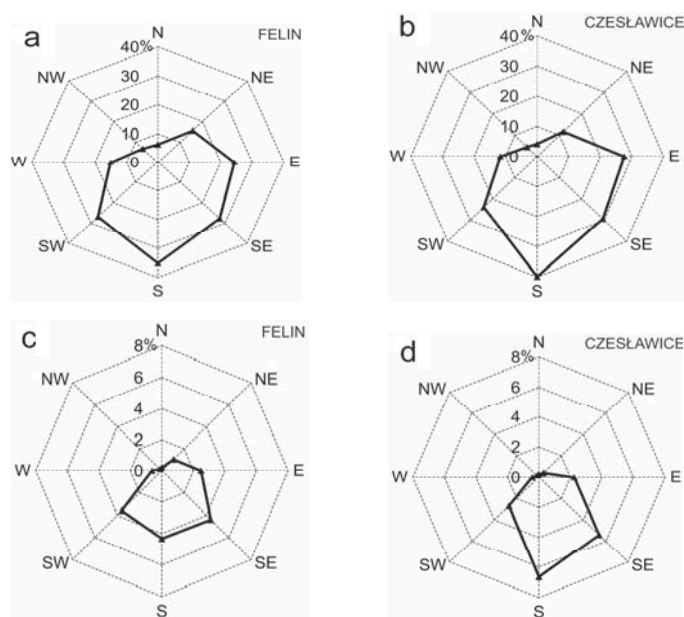 a
FELIN
N
40%
30
20
10
0
NW
NE
W
E
SW
SE
S
b
CZESŁAWICE
N
40%
30
20
10
0
NW
NE
W
E
SW
SE
S
c
FELIN
N
8%
6
4
2
0
NW
NE
W
E
SW
SE
S
d
CZESŁAWICE
N
8%
6
4
2
0
NW
NE
W
E
SW
SE
S